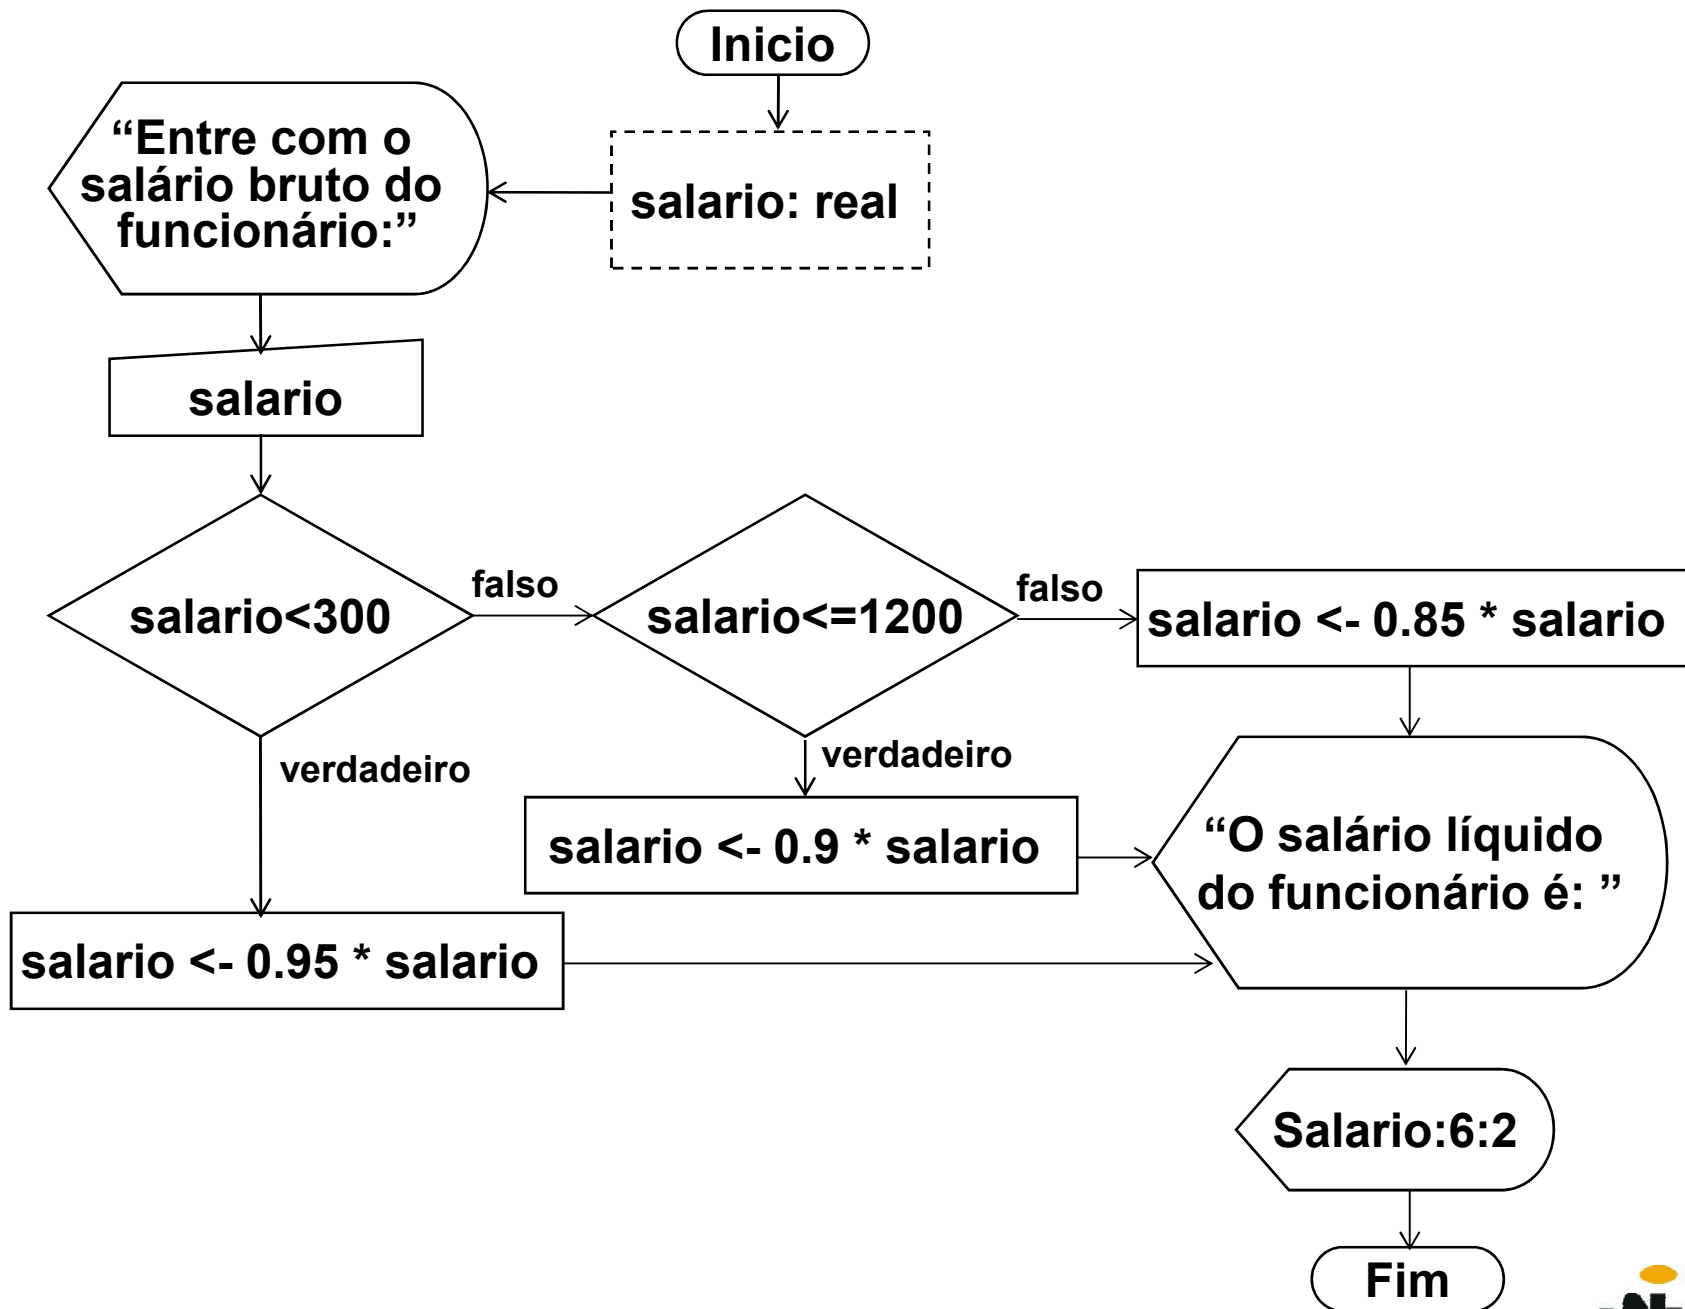 Inicio
salario: real
“Entre com o
salário bruto do
funcionário:”
salario
salario<300
falso
salario<=1200
falso
salario <- 0.85 * salario
verdadeiro
verdadeiro
salario <- 0.9 * salario
salario <- 0.95 * salario
“O salário líquido
do funcionário é: ”
Salario:6:2
Fim